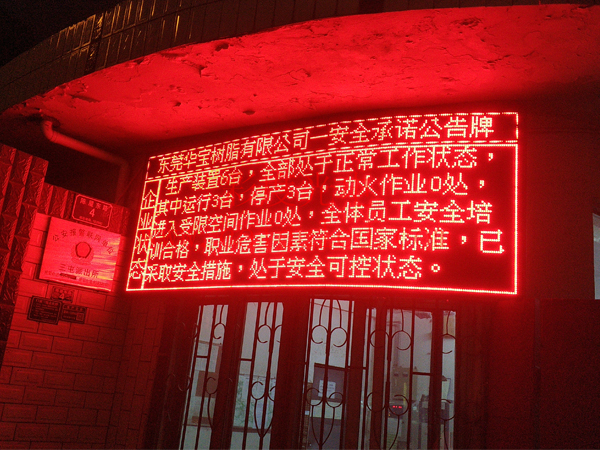 东莞华宝树脂有限公司—安全承诺公告牌
企业状态
生产装置6台，全部处于正常工作状态，
其中运行3台，停产3台，动火作业0处，
进入受限空间作业0处，全体员工安全培
训合格，职业危害因素符合国家标准，已
采取安全措施，处于安全可控状态。
4